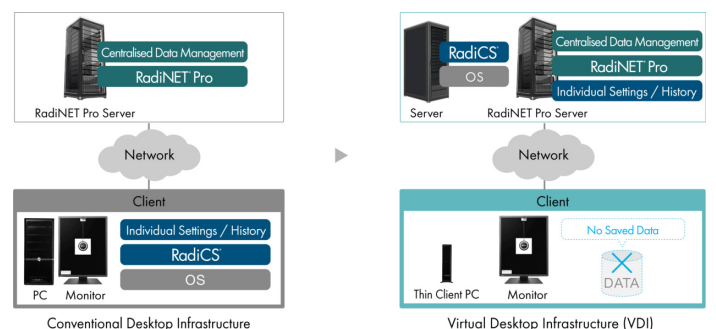 Centralised Data Management
RadiNET Pro
RadiNET Pro Server
Network
Client
Individual Settings / History
RadiCS
OS
PC
Monitor
Conventional Desktop Infrastructure
RadiCS
OS
Server
Centralised Data Management
RadiNET Pro
Individual Settings / History
RadiNET Pro Server
Network
Client
No Saved Data
DATA
Thin Client PC
Monitor
Virtual Desktop Infrastructure (VDI)